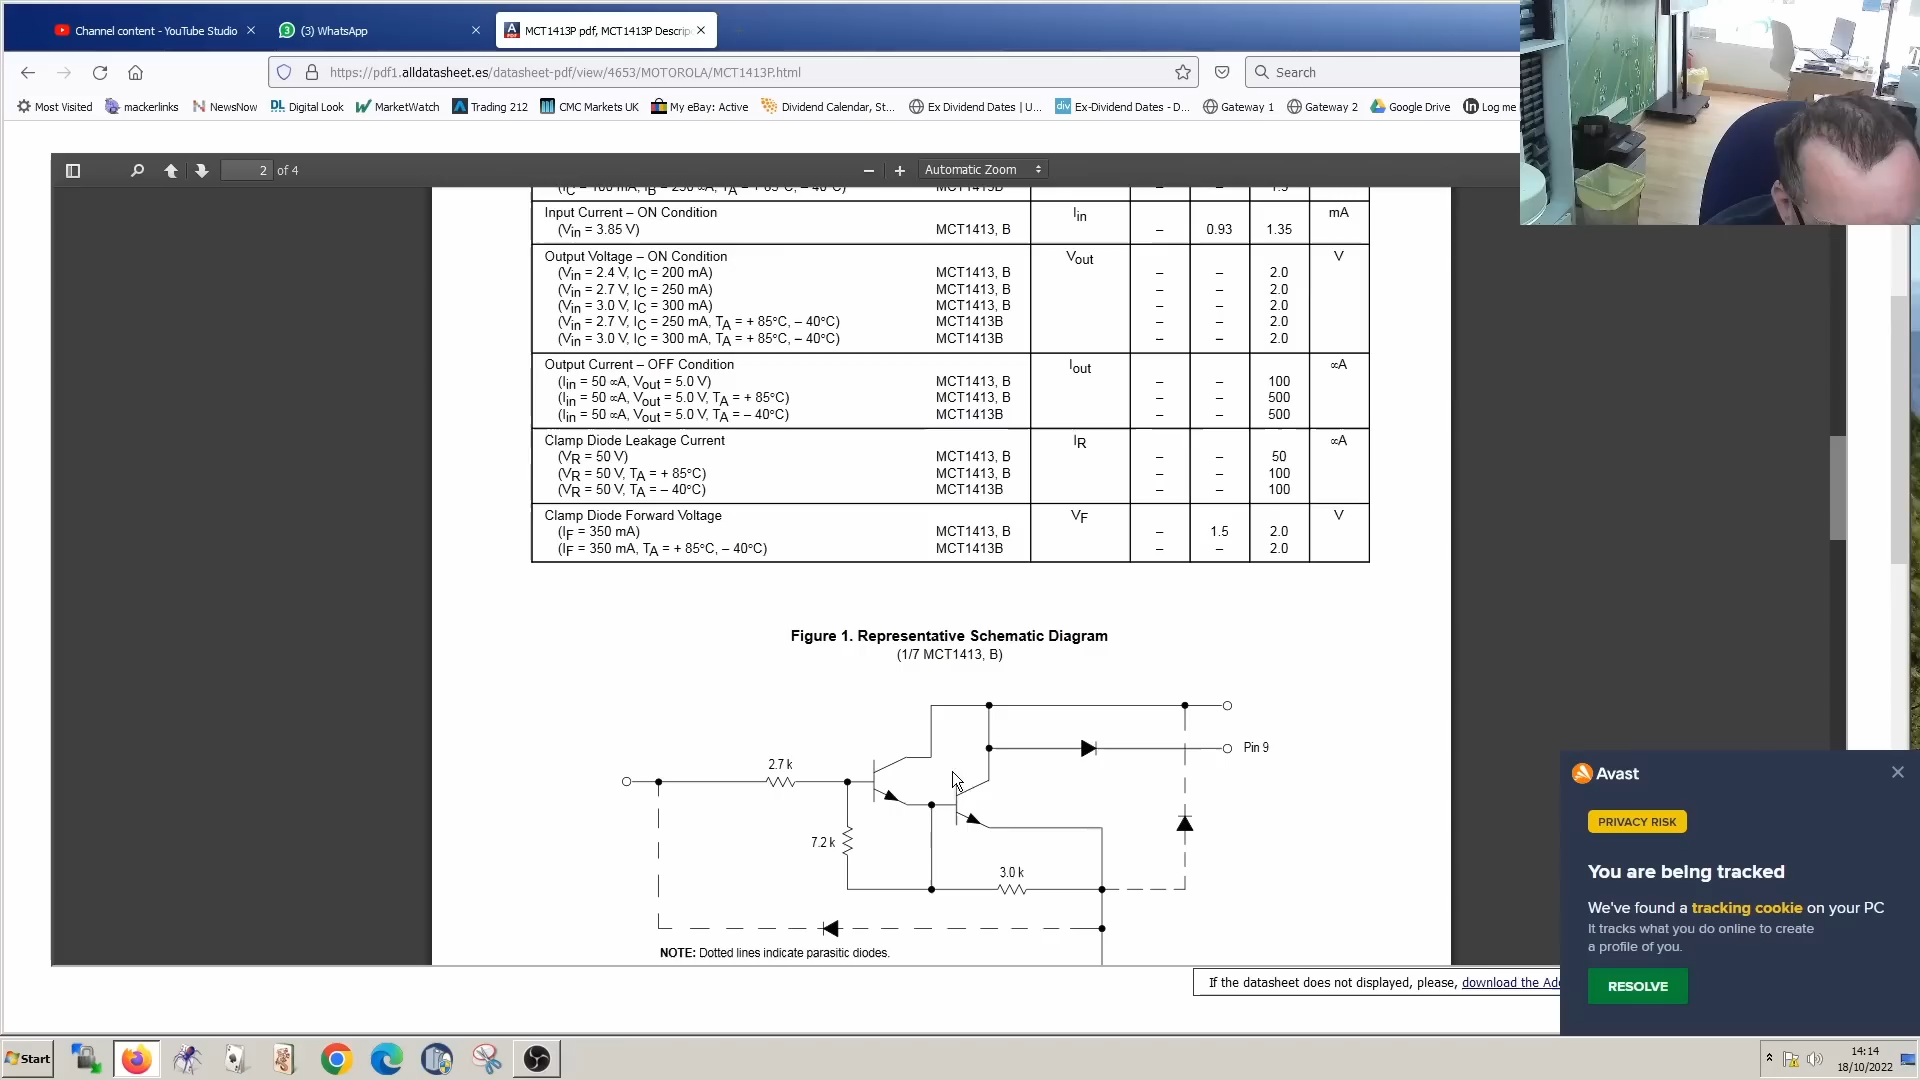 Channel content - YouTube Studio
(3) WhatsApp
MCT1413P pdf, MCT1413P Descrip
https://pdf1.alldatasheet.es/datasheet-pdf/view/4653/MOTOROLA/MCT1413P.html
Search
Most Visited
mackerlinks
NewsNow
Digital Look
MarketWatch
Trading 212
CMC Markets UK
My eBay: Active
Dividend Calendar, St...
Ex Dividend Dates | U...
Ex-Dividend Dates - D...
Gateway 1
Gateway 2
Google Drive
Log me
2 of 4
Automatic Zoom
(IC = 100 mA, IB = 250 ∝A, TA = + 85°C, – 40°C) MCT1413B – – 1.3
Input Current – ON Condition Iin mA
(Vin = 3.85 V) MCT1413, B – 0.93 1.35
Output Voltage – ON Condition Vout V
(Vin = 2.4 V, IC = 200 mA) MCT1413, B – – 2.0
(Vin = 2.7 V, IC = 250 mA) MCT1413, B – – 2.0
(Vin = 3.0 V, IC = 300 mA) MCT1413, B – – 2.0
(Vin = 2.7 V, IC = 250 mA, TA = + 85°C, – 40°C) MCT1413B – – 2.0
(Vin = 3.0 V, IC = 300 mA, TA = + 85°C, – 40°C) MCT1413B – – 2.0
Output Current – OFF Condition Iout ∝A
(Iin = 50 ∝A, Vout = 5.0 V) MCT1413, B – – 100
(Iin = 50 ∝A, Vout = 5.0 V, TA = + 85°C) MCT1413, B – – 500
(Iin = 50 ∝A, Vout = 5.0 V, TA = – 40°C) MCT1413B – – 500
Clamp Diode Leakage Current IR ∝A
(VR = 50 V) MCT1413, B – – 50
(VR = 50 V, TA = + 85°C) MCT1413, B – – 100
(VR = 50 V, TA = – 40°C) MCT1413B – – 100
Clamp Diode Forward Voltage VF V
(IF = 350 mA) MCT1413, B – 1.5 2.0
(IF = 350 mA, TA = + 85°C, – 40°C) MCT1413B – – 2.0
Figure 1. Representative Schematic Diagram
(1/7 MCT1413, B)
Pin 9
2.7 k
7.2 k
3.0 k
NOTE: Dotted lines indicate parasitic diodes.
If the datasheet does not displayed, please, download the Ado
Avast
PRIVACY RISK
You are being tracked
We've found a tracking cookie on your PC
It tracks what you do online to create
a profile of you.
RESOLVE
Start
14:14
18/10/2022